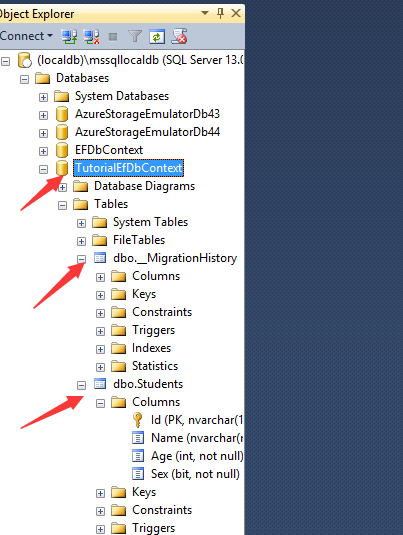 Object Explorer
Connect
(localdb)\mssqllocaldb (SQL Server 13.0
Databases
System Databases
AzureStorageEmulatorDb43
AzureStorageEmulatorDb44
EFDbContext
TutorialEfDbContext
Database Diagrams
Tables
System Tables
FileTables
dbo.__MigrationHistory
Columns
Keys
Constraints
Triggers
Indexes
Statistics
dbo.Students
Columns
Id (PK, nvarchar(1
Name (nvarchar(
Age (int, not null)
Sex (bit, not null)
Keys
Constraints
Triggers